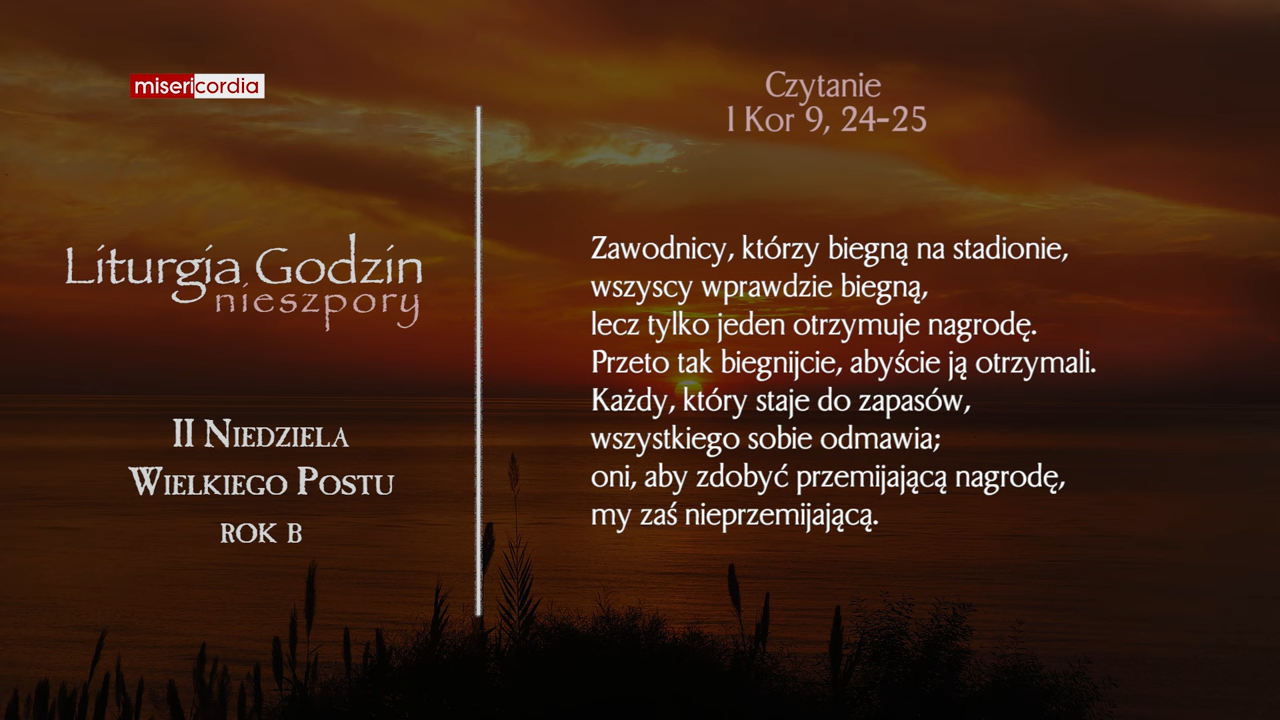 misericordia
Liturgia Godzin
nieszpory
II Niedziela
Wielkiego Postu
rok B
Czytanie
1 Kor 9, 24-25
Zawodnicy, którzy biegną na stadionie,
wszyscy wprawdzie biegną,
lecz tylko jeden otrzymuje nagrodę.
Przeto tak biegnijcie, abyście ją otrzymali.
Każdy, który staje do zapasów,
wszystkiego sobie odmawia;
oni, aby zdobyć przemijającą nagrodę,
my zaś nieprzemijającą.